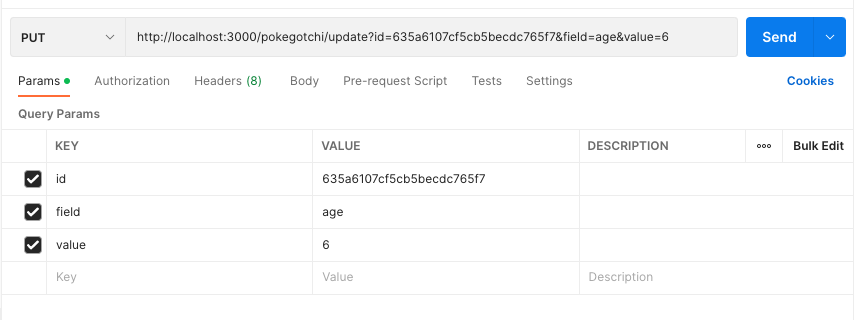 PUT http://localhost:3000/pokegotchi/update?id=635a6107cf5cb5becdc765f7&field=age&value=6 Send
Params Authorization Headers (8) Body Pre-request Script Tests Settings Cookies
Query Params
KEY VALUE DESCRIPTION Bulk Edit
id 635a6107cf5cb5becdc765f7
field age
value 6
Key Value Description